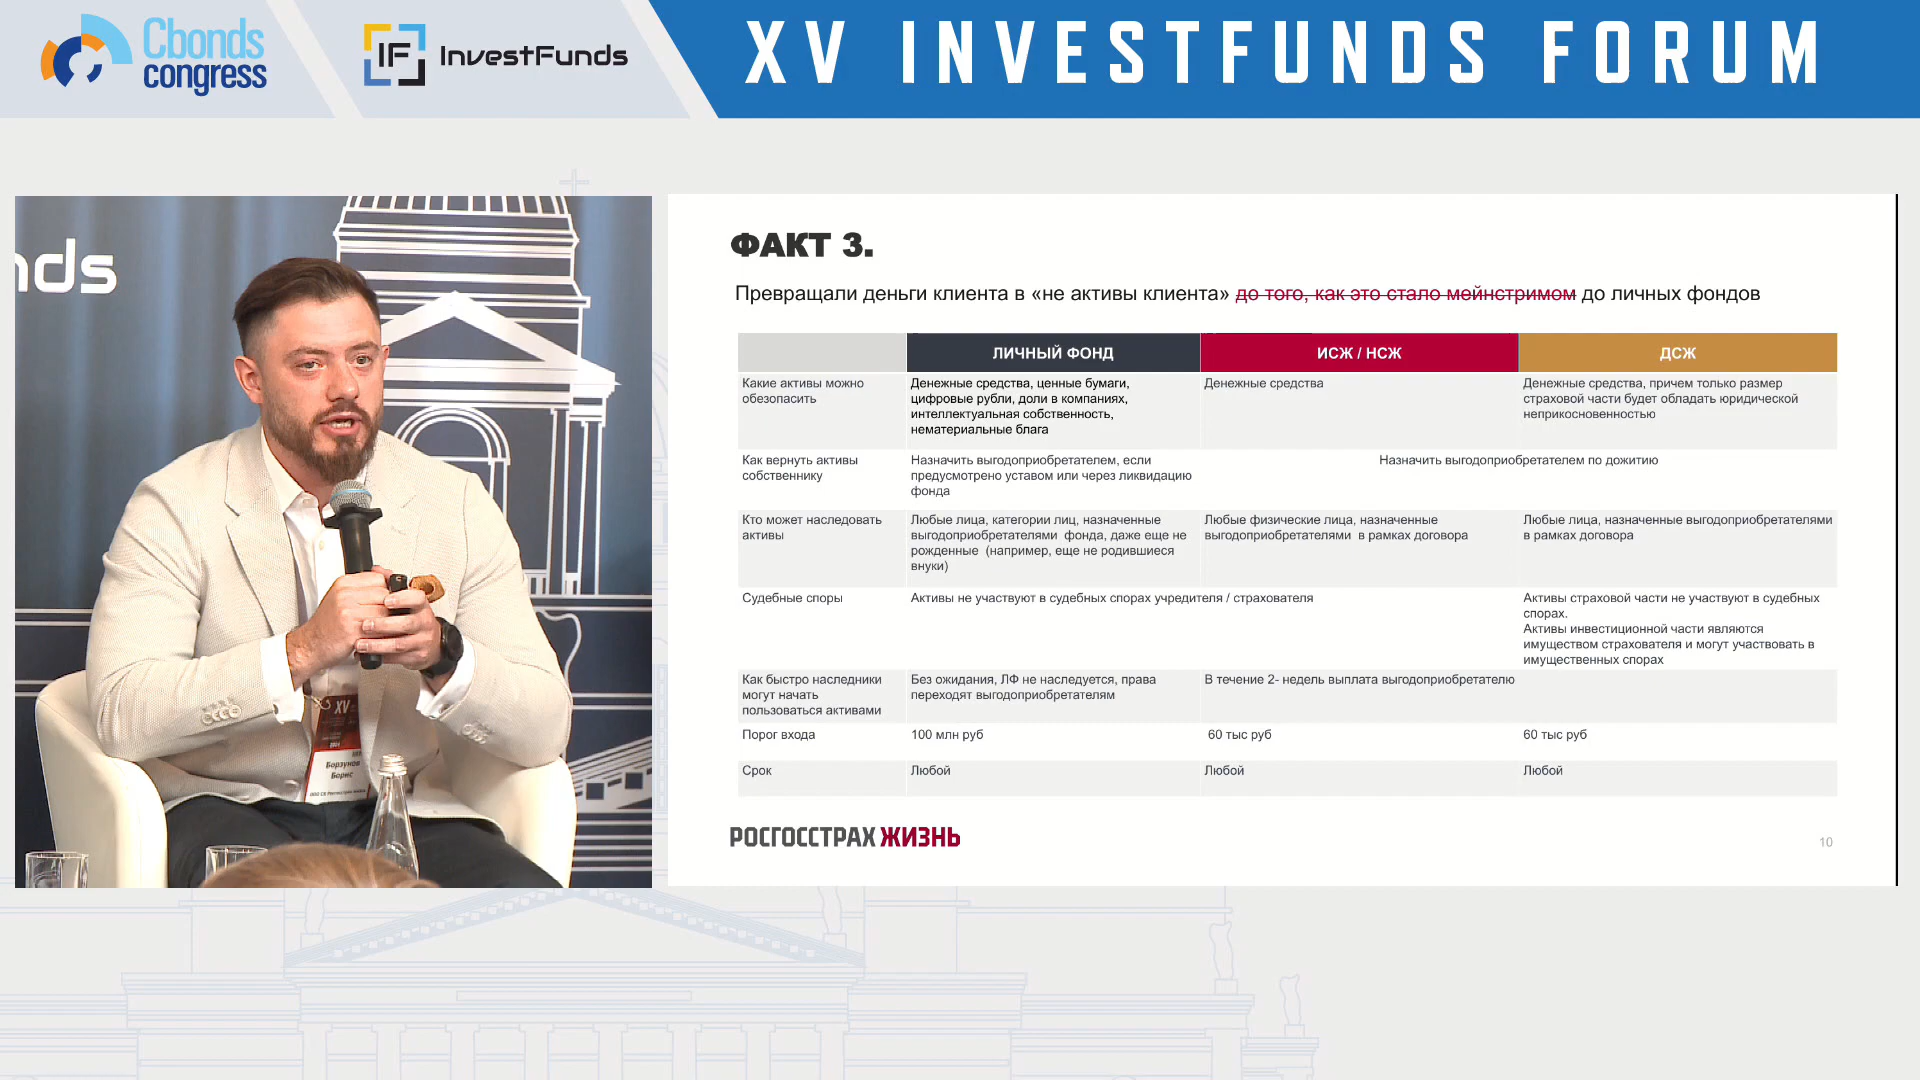 Cbonds
congress
IF
InvestFunds
XV INVESTFUNDS FORUM
nds
XV
Борзунов
Борис
ООО СК Росгосстрах Жизнь
ФАКТ 3.
Превращали деньги клиента в «не активы клиента» до того, как это стало мейнстримом до личных фондов
ЛИЧНЫЙ ФОНД
ИСЖ / НСЖ
ДСЖ
Какие активы можно
обезопасить
Денежные средства, ценные бумаги,
цифровые рубли, доли в компаниях,
интеллектуальная собственность,
нематериальные блага
Денежные средства
Денежные средства, причем только размер
страховой части будет обладать юридической
неприкосновенностью
Как вернуть активы
собственнику
Назначить выгодоприобретателем, если
предусмотрено уставом или через ликвидацию
фонда
Назначить выгодоприобретателем по дожитию
Кто может наследовать
активы
Любые лица, категории лиц, назначенные
выгодоприобретателями фонда, даже еще не
рожденные (например, еще не родившиеся
внуки)
Любые физические лица, назначенные
выгодоприобретателями в рамках договора
Любые лица, назначенные выгодоприобретателями
в рамках договора
Судебные споры
Активы не участвуют в судебных спорах учредителя / страхователя
Активы страховой части не участвуют в судебных
спорах.
Активы инвестиционной части являются
имуществом страхователя и могут участвовать в
имущественных спорах
Как быстро наследники
могут начать
пользоваться активами
Без ожидания, ЛФ не наследуется, права
переходят выгодоприобретателям
В течение 2- недель выплата выгодоприобретателю
Порог входа
100 млн руб
60 тыс руб
60 тыс руб
Срок
Любой
Любой
Любой
РОСГОССТРАХ ЖИЗНЬ
10